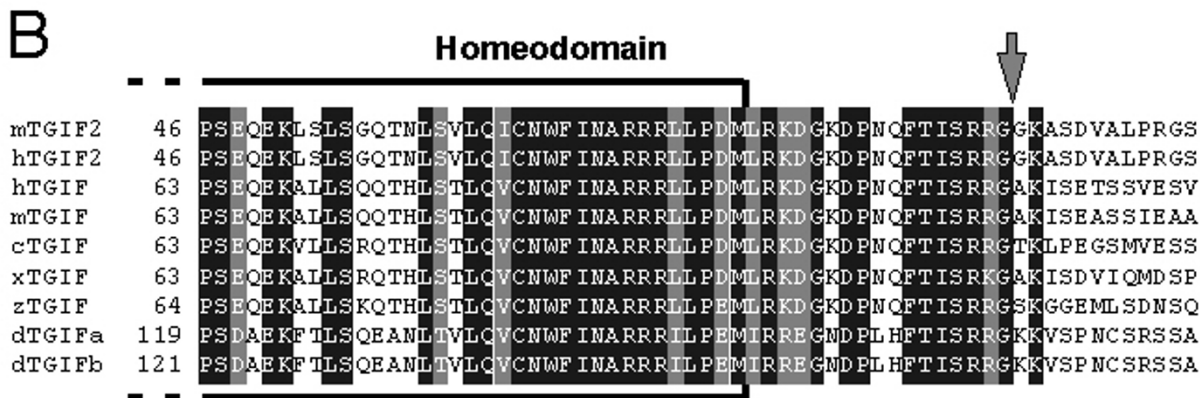 B
Homeodomain
mTGIF2 46 PSEQEKLSLSGQTNLSVLQICNWFINARRRLLPDMLRKDGKDPNQFTISRRGGKASDVALPRGS
hTGIF2 46 PSEQEKLSLSGQTNLSVLQICNWFINARRRLLPDMLRKDGKDPNQFTISRRGGKASDVALPRGS
hTGIF 63 PSEQEKALLSQQTHLSTLQVCNWFINARRRLLPDMLRKDGKDPNQFTISRRGAKISETSSVESV
mTGIF 63 PSEQEKALLSQQTHLSTLQVCNWFINARRRLLPDMLRKDGKDPNQFTISRRGAKISEASSIEAA
cTGIF 63 PSEQEKVLLSRQTHLSTLQVCNWFINARRRLLPDMLRKDGKDPNQFTISRRGTKLPEGSMVESS
xTGIF 63 PSEQEKALLSRQTHLSTLQVCNWFINARRRLLPDMLRKDGKDPNQFTISRKGAKISDVIQMDSP
zTGIF 64 PSEQEKALLSKQTHLSTLQVCNWFINARRRLLPDMLRKDGKDPNQFTISRRGSKGGEMLSDNSQ
dTGIFa 119 PSDAEKFTLSQEANLTVLQVCNWFINARRRILPEMIRREGNDPLHFTISRRGKKVSPNCSRSSA
dTGIFb 121 PSDAEKFTLSQEANLTVLQVCNWFINARRRILPEMIRREGNDPLHFTISRRGKKVSPNCSRSSA